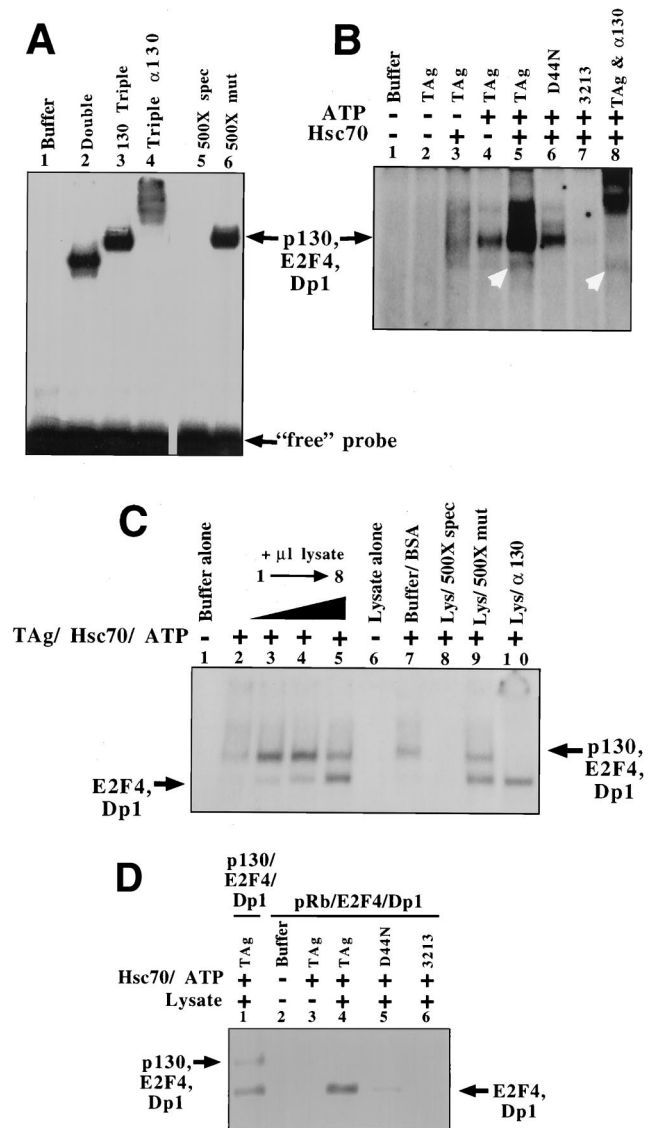 A
Buffer
Double
130 Triple
Triple α130
500X spec
500X mut
1 2 3 4 5 6
p130,
E2F4,
Dp1
"free" probe
B
Buffer
TAg
TAg
TAg
TAg
D44N
3213
TAg & α130
ATP - - - + + + + +
Hsc70 - - + - + + + +
1 2 3 4 5 6 7 8
C
Buffer alone
+ µl lysate
1 8
Lysate alone
Buffer/ BSA
Lys/ 500X spec
Lys/ 500X mut
Lys/ α 130
TAg/ Hsc70/ ATP - + + + + - + + + +
1 2 3 4 5 6 7 8 9 1 0
p130,
E2F4,
Dp1
E2F4,
Dp1
D
p130/
E2F4/
Dp1
pRb/E2F4/Dp1
TAg
Buffer
TAg
TAg
D44N
3213
Hsc70/ ATP + - + + + +
Lysate + - - + + +
1 2 3 4 5 6
p130,
E2F4,
Dp1
E2F4,
Dp1